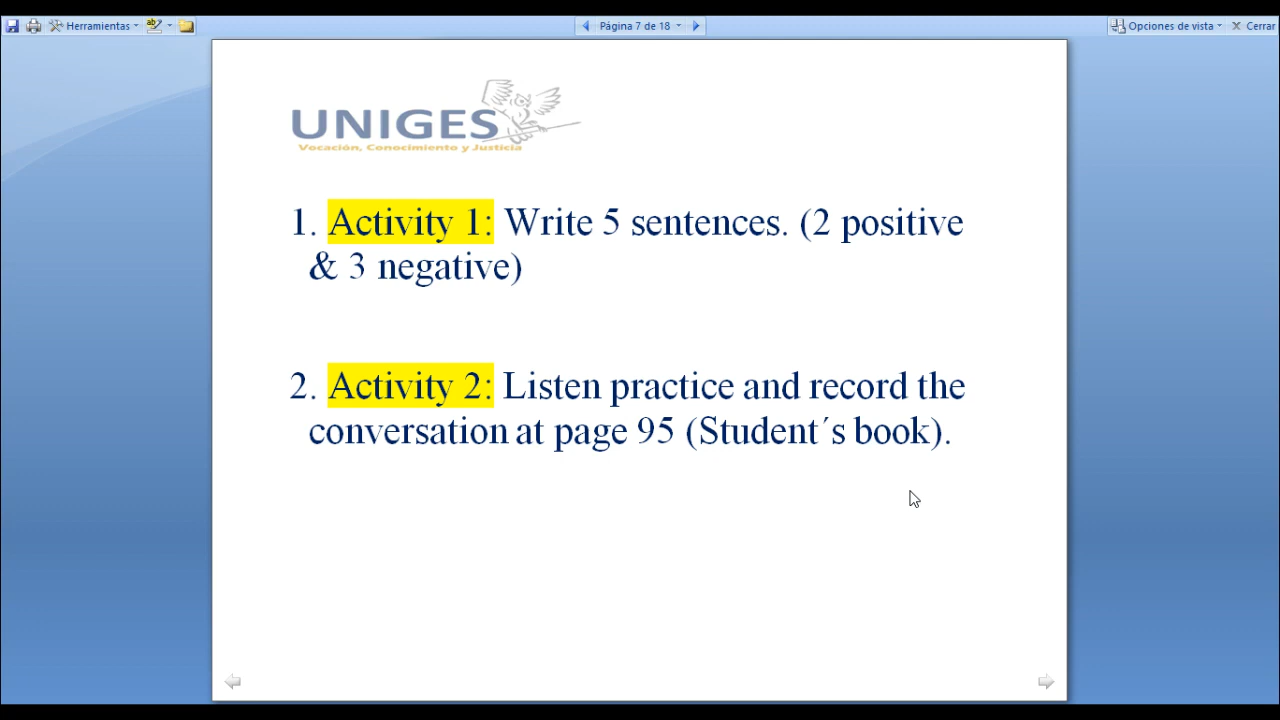 Herramientas
Página 7 de 18
Opciones de vista
Cerrar
UNIGES
Vocación, Conocimiento y Justicia
1. Activity 1: Write 5 sentences. (2 positive
& 3 negative)
2. Activity 2: Listen practice and record the
conversation at page 95 (Student´s book).